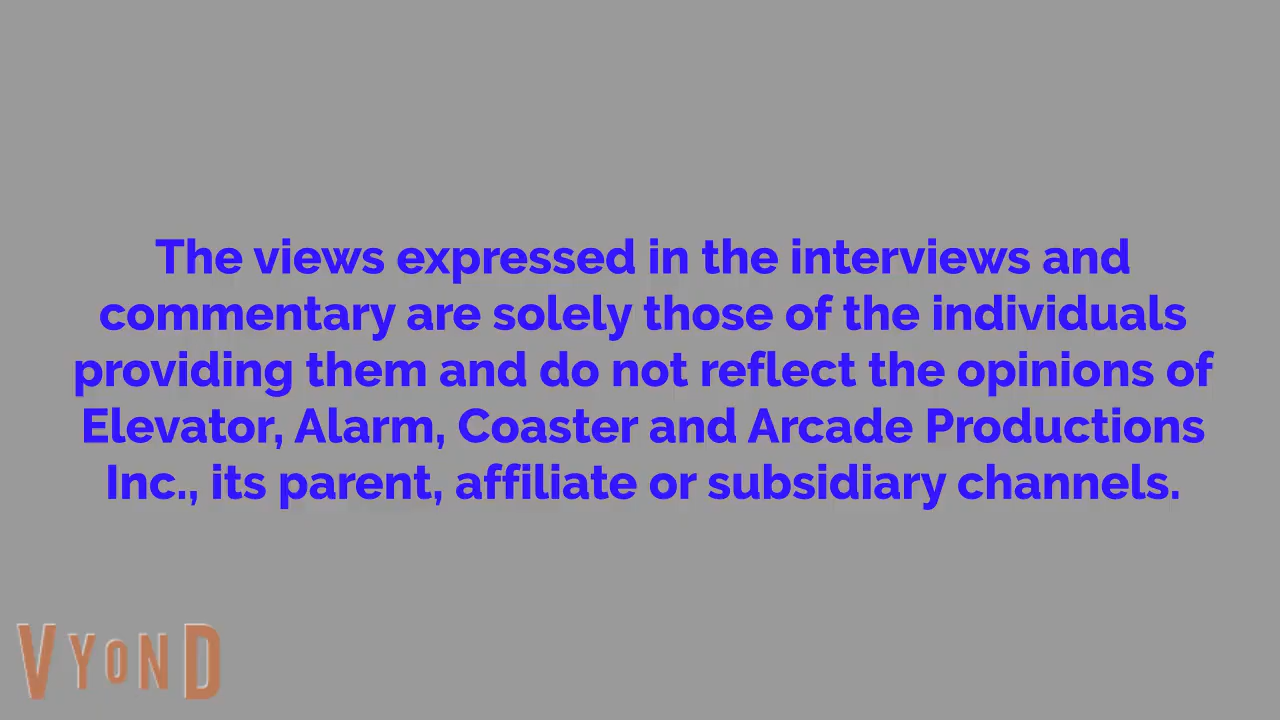 The views expressed in the interviews and
commentary are solely those of the individuals
providing them and do not reflect the opinions of
Elevator, Alarm, Coaster and Arcade Productions
Inc., its parent, affiliate or subsidiary channels.
VYOND